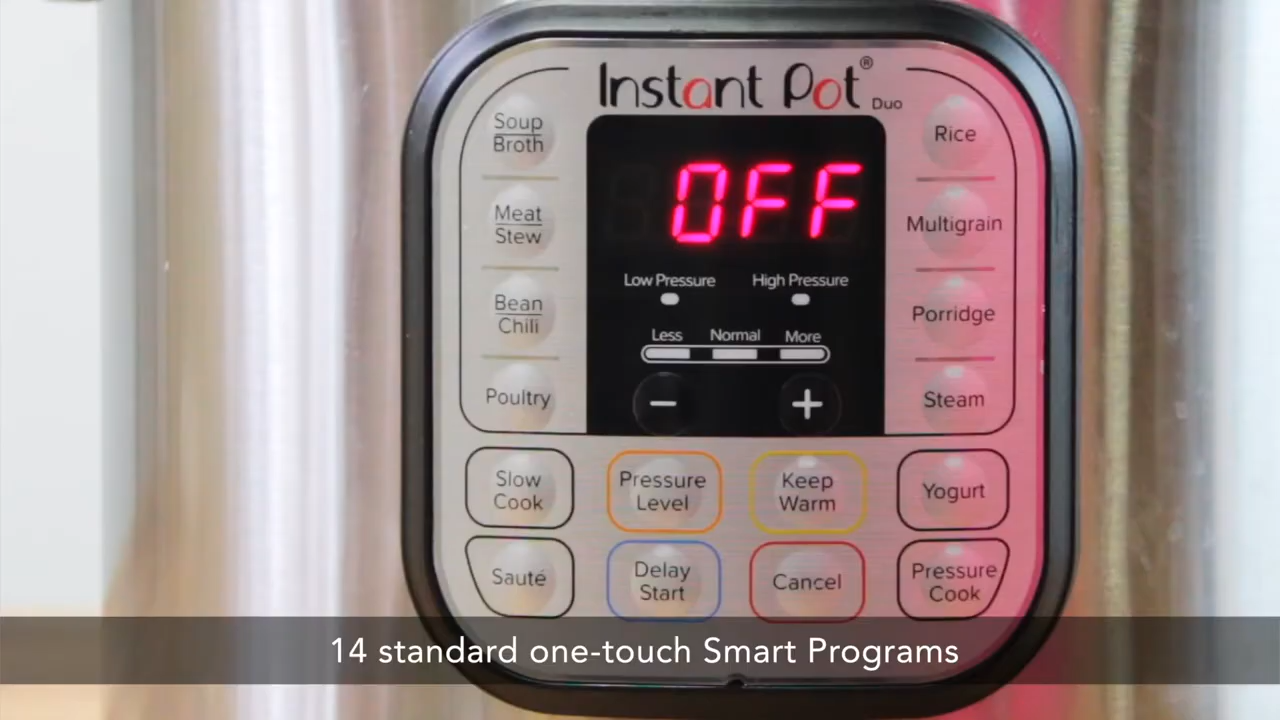 Instant Pot® Duo
Soup
Broth
Meat
Stew
Bean
Chili
Poultry
OFF
Low Pressure High Pressure
Less Normal More
− +
Rice
Multigrain
Porridge
Steam
Slow
Cook
Pressure
Level
Keep
Warm
Yogurt
Sauté
Delay
Start
Cancel
Pressure
Cook
14 standard one-touch Smart Programs